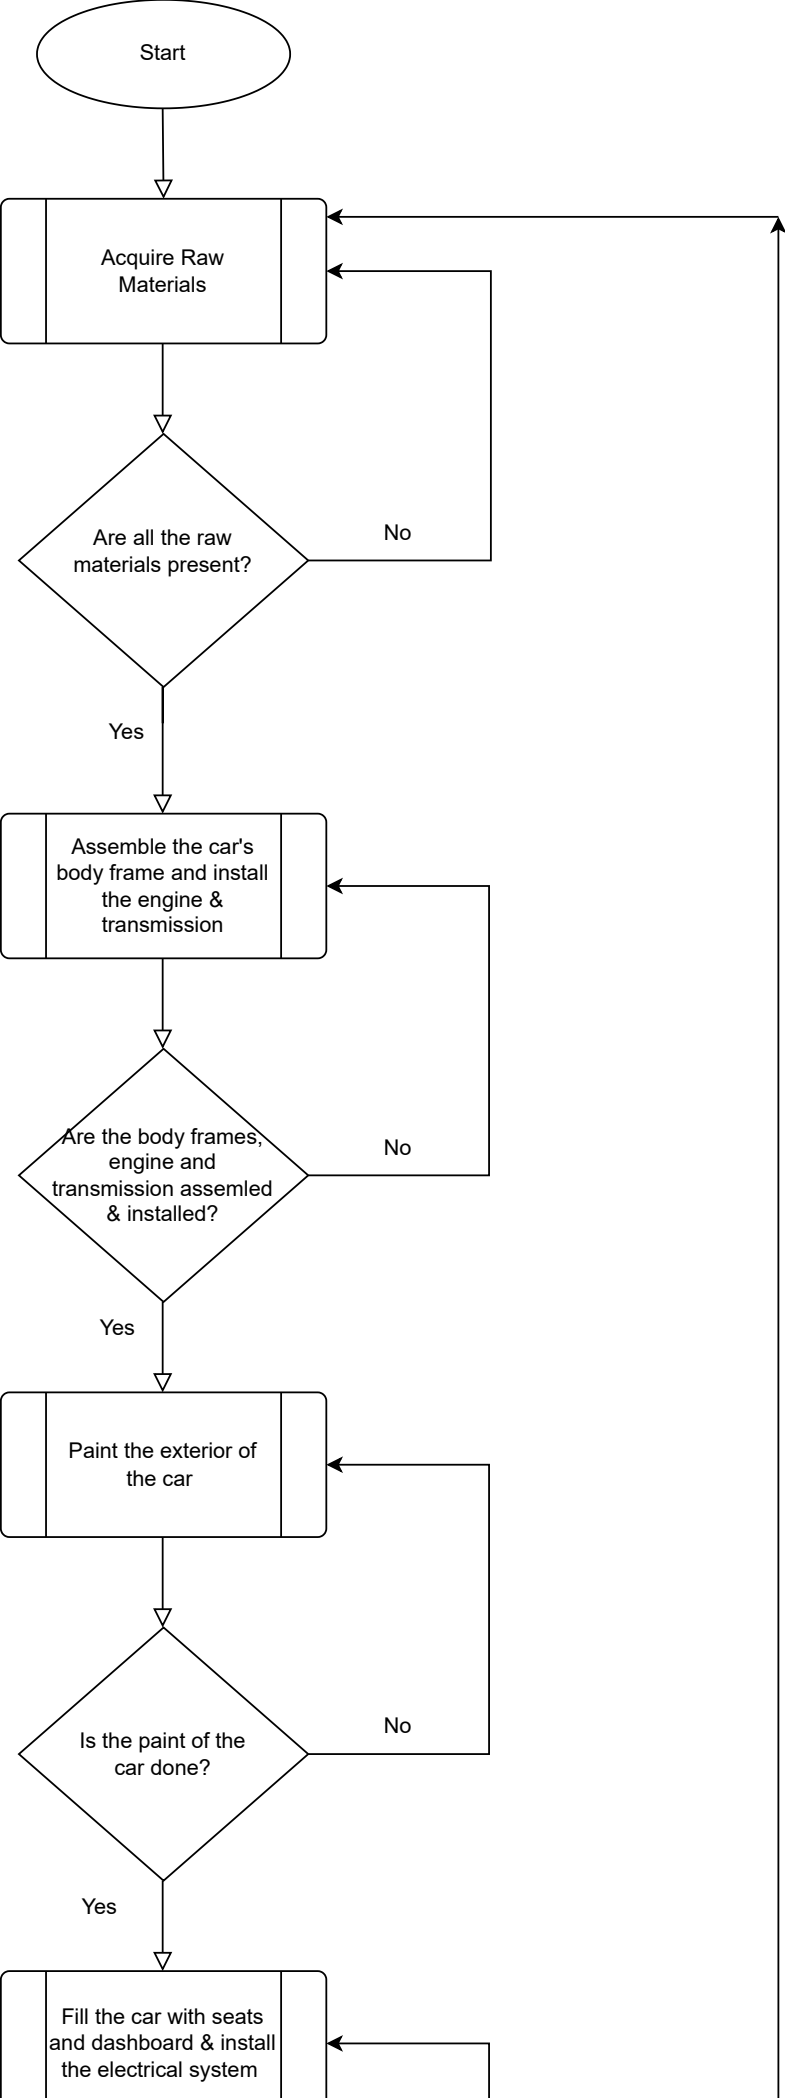 Start
Acquire Raw
Materials
Are all the raw
materials present?
No
Yes
Assemble the car's
body frame and install
the engine &
transmission
Are the body frames,
engine and
transmission assemled
& installed?
No
Yes
Paint the exterior of
the car
Is the paint of the
car done?
No
Yes
Fill the car with seats
and dashboard & install
the electrical system